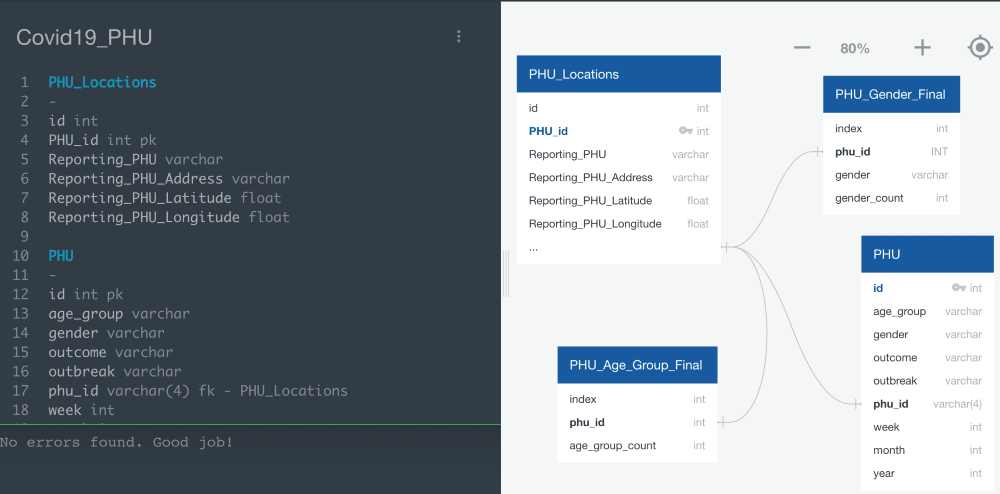 Covid19_PHU
1 PHU_Locations
2 -
3 id int
4 PHU_id int pk
5 Reporting_PHU varchar
6 Reporting_PHU_Address varchar
7 Reporting_PHU_Latitude float
8 Reporting_PHU_Longitude float
9
10 PHU
11 -
12 id int pk
13 age_group varchar
14 gender varchar
15 outcome varchar
16 outbreak varchar
17 phu_id varchar(4) fk - PHU_Locations
18 week int
No errors found. Good job!
80%
PHU_Locations
id int
PHU_id int
Reporting_PHU varchar
Reporting_PHU_Address varchar
Reporting_PHU_Latitude float
Reporting_PHU_Longitude float
...
PHU_Gender_Final
index int
phu_id INT
gender varchar
gender_count int
PHU
id int
age_group varchar
gender varchar
outcome varchar
outbreak varchar
phu_id varchar(4)
week int
month int
year int
PHU_Age_Group_Final
index int
phu_id int
age_group_count int